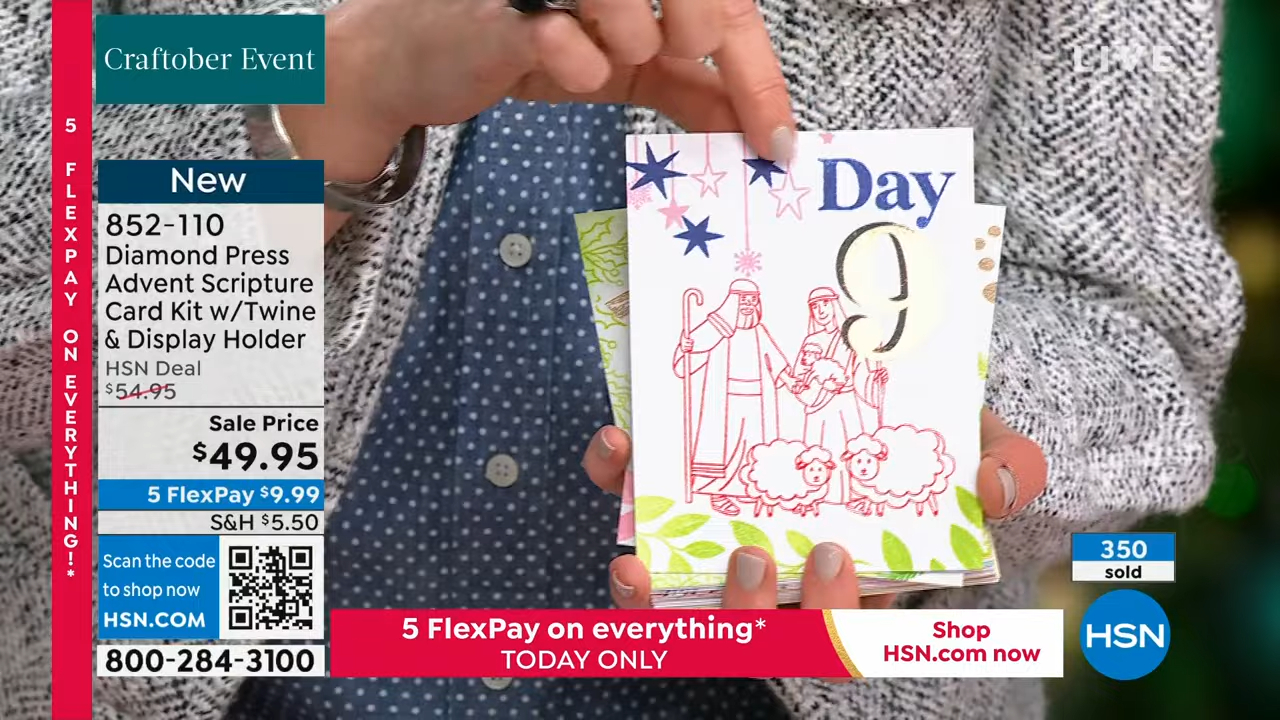 5 FLEXPAY ON EVERYTHING!*
Craftober Event
LIVE
New
852-110
Diamond Press
Advent Scripture
Card Kit w/Twine
& Display Holder
HSN Deal
$54.95
Sale Price
$49.95
5 FlexPay $9.99
S&H $5.50
Scan the code
to shop now
HSN.COM
800-284-3100
Day
9
5 FlexPay on everything*
TODAY ONLY
Shop
HSN.com now
350
sold
HSN